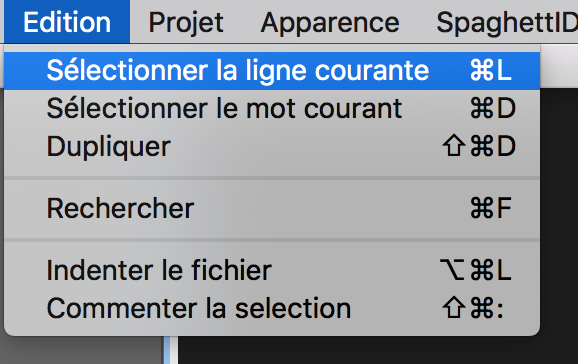 Edition Projet Apparence SpaghettID
Sélectionner la ligne courante ⌘L
Sélectionner le mot courant ⌘D
Dupliquer ⇧⌘D
Rechercher ⌘F
Indenter le fichier ⌥⌘L
Commenter la selection ⇧⌘: